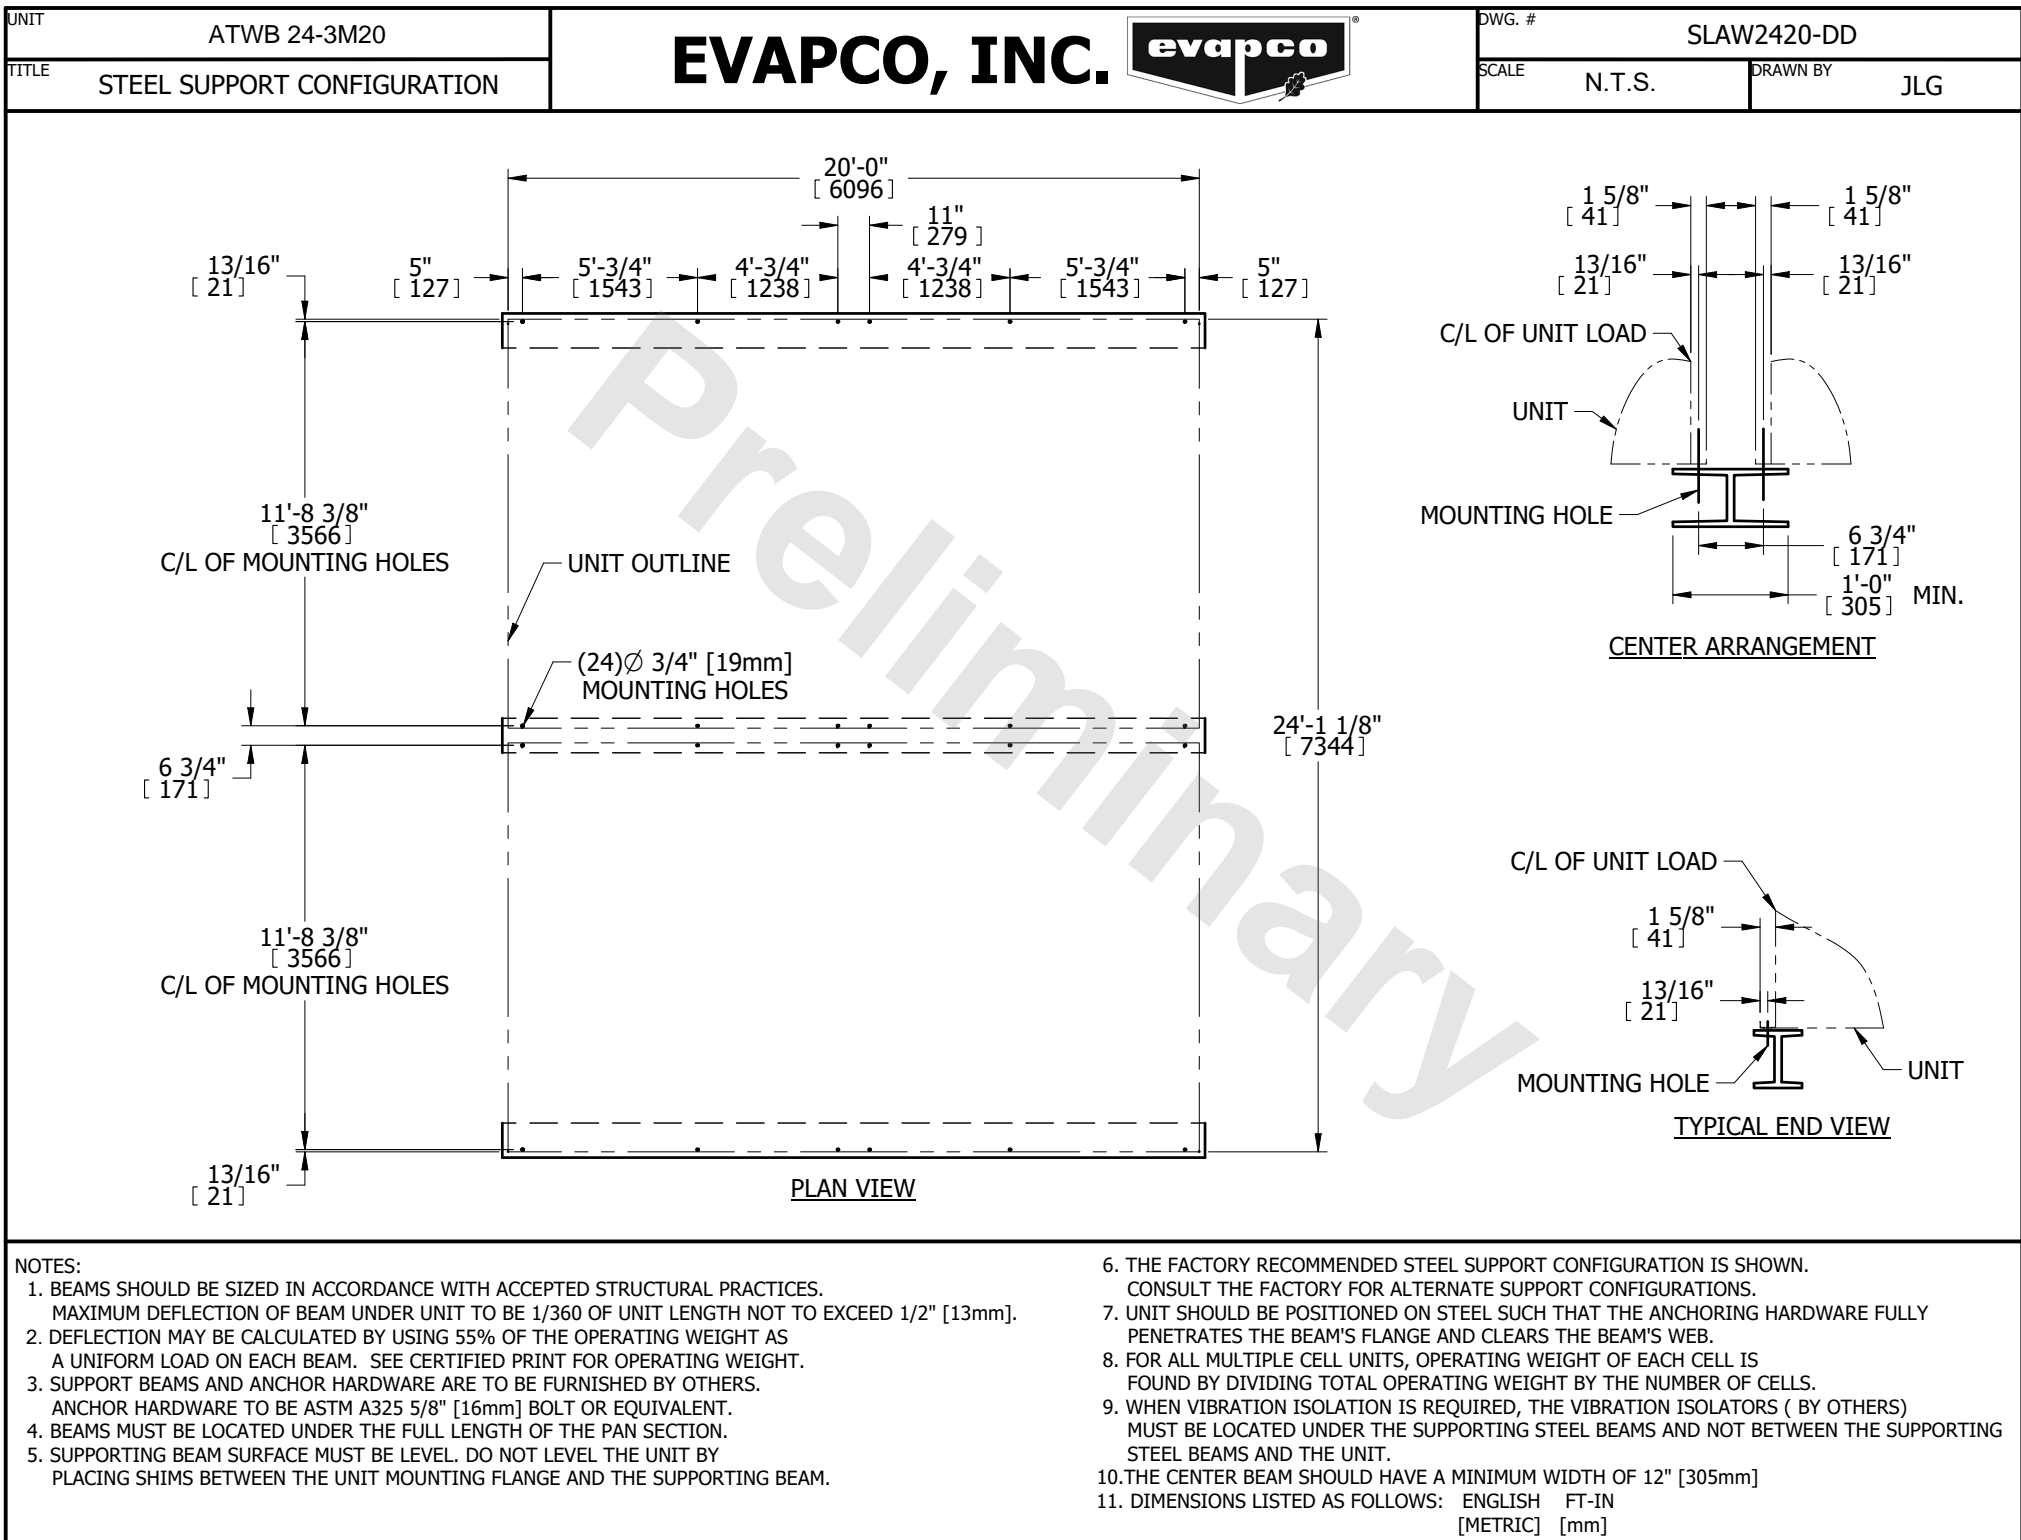 UNIT
ATWB 24-3M20
TITLE
STEEL SUPPORT CONFIGURATION
EVAPCO, INC.
evapco
®
DWG. #
SLAW2420-DD
SCALE
N.T.S.
DRAWN BY
JLG
20'-0"
[ 6096 ]
11"
[ 279 ]
13/16"
[ 21 ]
5"
[ 127 ]
5'-3/4"
[ 1543 ]
4'-3/4"
[ 1238 ]
4'-3/4"
[ 1238 ]
5'-3/4"
[ 1543 ]
5"
[ 127 ]
11'-8 3/8"
[ 3566 ]
C/L OF MOUNTING HOLES
UNIT OUTLINE
(24)∅ 3/4" [19mm]
MOUNTING HOLES
6 3/4"
[ 171 ]
24'-1 1/8"
[ 7344 ]
11'-8 3/8"
[ 3566 ]
C/L OF MOUNTING HOLES
13/16"
[ 21 ]
PLAN VIEW
Preliminary
1 5/8"
[ 41 ]
1 5/8"
[ 41 ]
13/16"
[ 21 ]
13/16"
[ 21 ]
C/L OF UNIT LOAD
UNIT
MOUNTING HOLE
6 3/4"
[ 171 ]
1'-0"
[ 305 ]
MIN.
CENTER ARRANGEMENT
C/L OF UNIT LOAD
1 5/8"
[ 41 ]
13/16"
[ 21 ]
MOUNTING HOLE
UNIT
TYPICAL END VIEW
NOTES:
1. BEAMS SHOULD BE SIZED IN ACCORDANCE WITH ACCEPTED STRUCTURAL PRACTICES.
MAXIMUM DEFLECTION OF BEAM UNDER UNIT TO BE 1/360 OF UNIT LENGTH NOT TO EXCEED 1/2" [13mm].
2. DEFLECTION MAY BE CALCULATED BY USING 55% OF THE OPERATING WEIGHT AS
A UNIFORM LOAD ON EACH BEAM. SEE CERTIFIED PRINT FOR OPERATING WEIGHT.
3. SUPPORT BEAMS AND ANCHOR HARDWARE ARE TO BE FURNISHED BY OTHERS.
ANCHOR HARDWARE TO BE ASTM A325 5/8" [16mm] BOLT OR EQUIVALENT.
4. BEAMS MUST BE LOCATED UNDER THE FULL LENGTH OF THE PAN SECTION.
5. SUPPORTING BEAM SURFACE MUST BE LEVEL. DO NOT LEVEL THE UNIT BY
PLACING SHIMS BETWEEN THE UNIT MOUNTING FLANGE AND THE SUPPORTING BEAM.
6. THE FACTORY RECOMMENDED STEEL SUPPORT CONFIGURATION IS SHOWN.
CONSULT THE FACTORY FOR ALTERNATE SUPPORT CONFIGURATIONS.
7. UNIT SHOULD BE POSITIONED ON STEEL SUCH THAT THE ANCHORING HARDWARE FULLY
PENETRATES THE BEAM'S FLANGE AND CLEARS THE BEAM'S WEB.
8. FOR ALL MULTIPLE CELL UNITS, OPERATING WEIGHT OF EACH CELL IS
FOUND BY DIVIDING TOTAL OPERATING WEIGHT BY THE NUMBER OF CELLS.
9. WHEN VIBRATION ISOLATION IS REQUIRED, THE VIBRATION ISOLATORS ( BY OTHERS)
MUST BE LOCATED UNDER THE SUPPORTING STEEL BEAMS AND NOT BETWEEN THE SUPPORTING
STEEL BEAMS AND THE UNIT.
10.THE CENTER BEAM SHOULD HAVE A MINIMUM WIDTH OF 12" [305mm]
11. DIMENSIONS LISTED AS FOLLOWS: ENGLISH FT-IN
[METRIC] [mm]